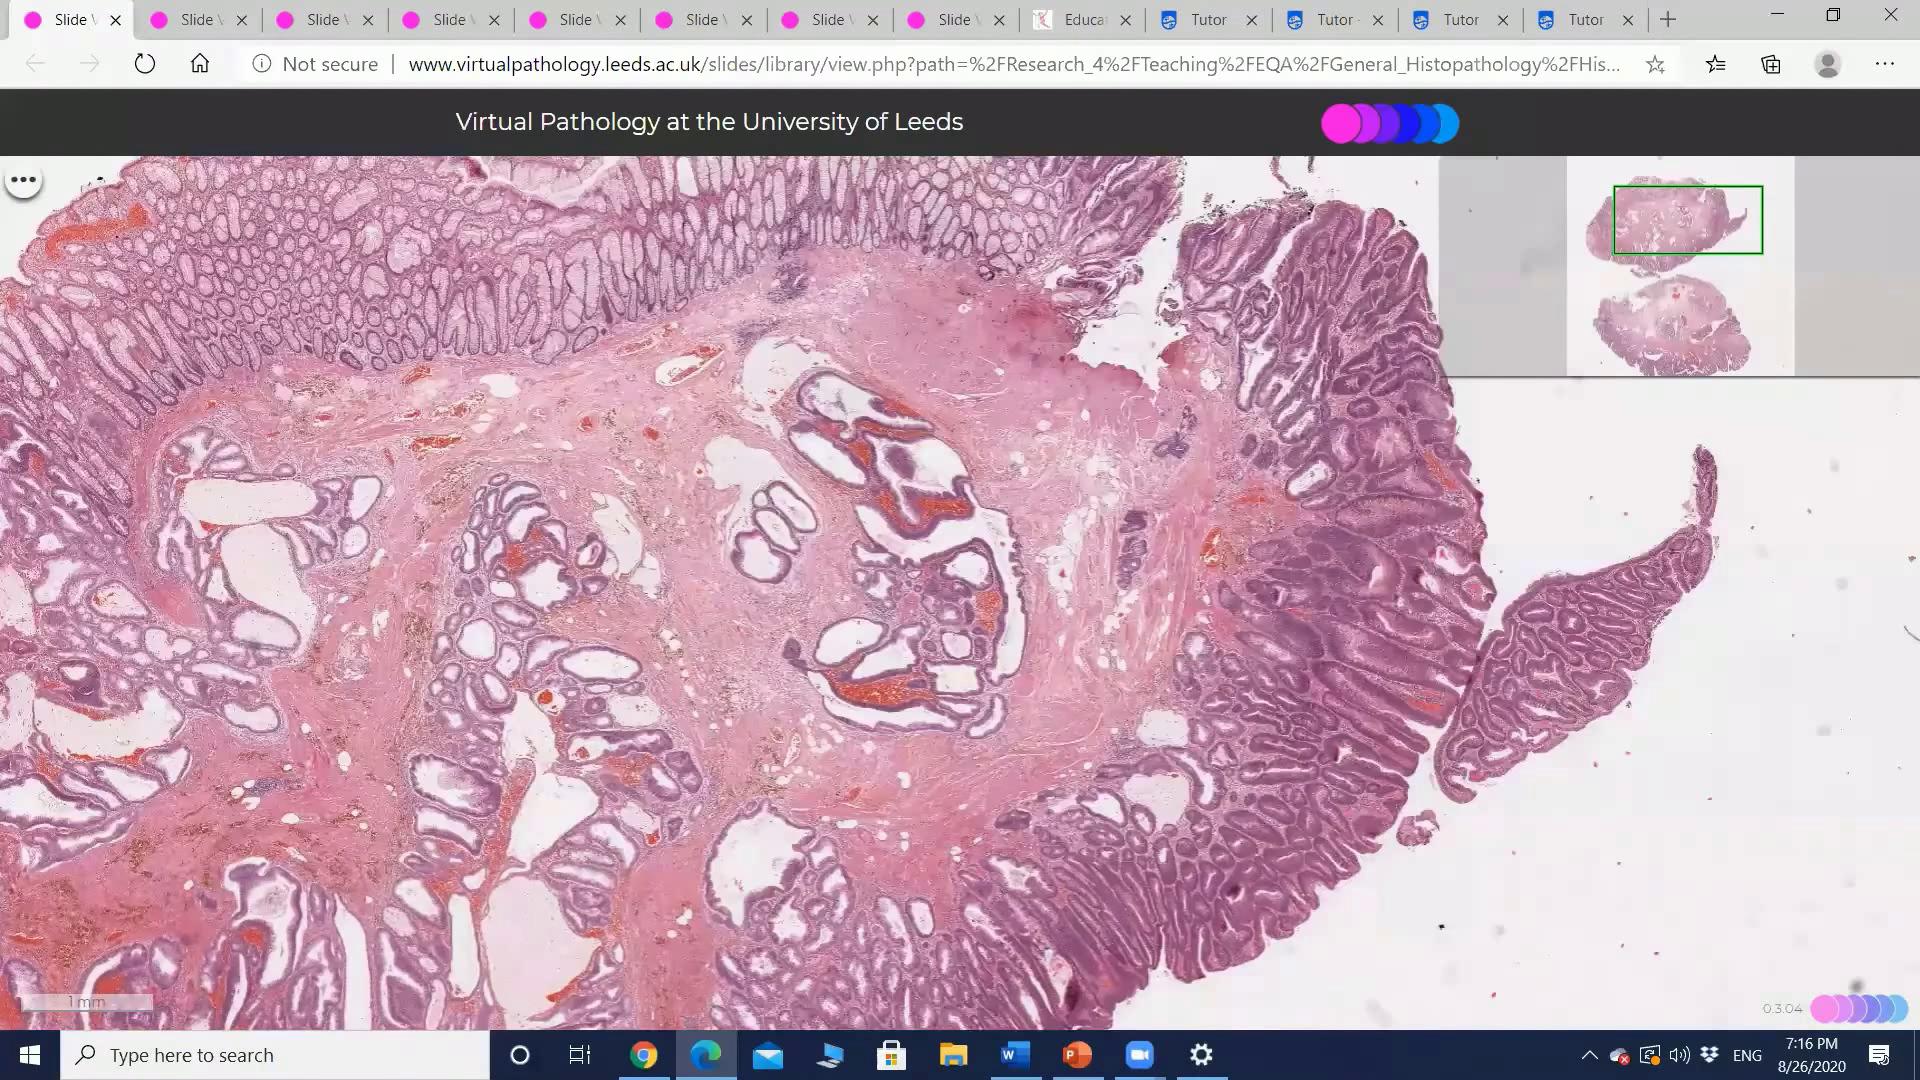 Slide V Slide V Slide V Slide V Slide V Slide V Slide V Slide V Educat Tutor Tutor - Tutor Tutor
Not secure | www.virtualpathology.leeds.ac.uk/slides/library/view.php?path=%2FResearch_4%2FTeaching%2FEQA%2FGeneral_Histopathology%2FHis...
Virtual Pathology at the University of Leeds
1 mm
0.3.04
Type here to search
ENG
7:16 PM
8/26/2020